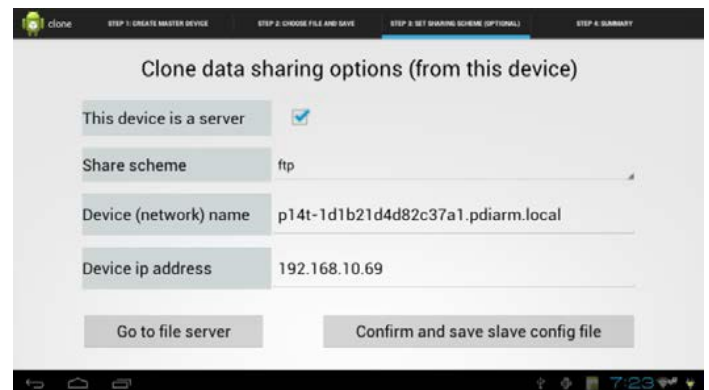 clone STEP 1: CREATE MASTER DEVICE STEP 2: CHOOSE FILE AND SAVE STEP 3: SET SHARING SCHEME (OPTIONAL) STEP 4: SUMMARY
Clone data sharing options (from this device)
This device is a server
Share scheme ftp
Device (network) name p14t-1d1b21d4d82c37a1.pdiarm.local
Device ip address 192.168.10.69
Go to file server Confirm and save slave config file
7:23